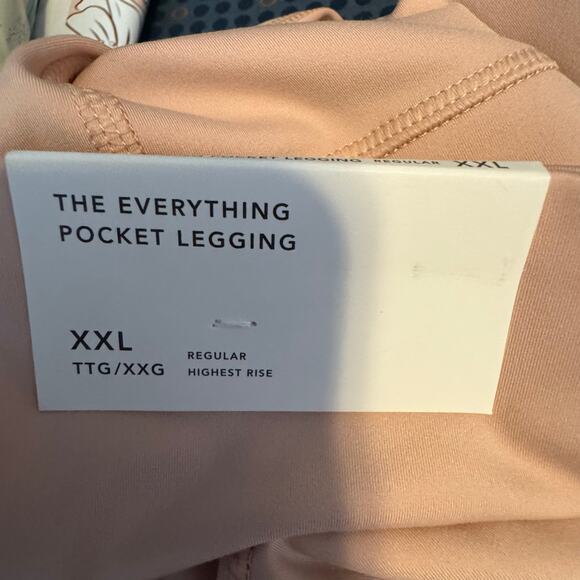 POCKET LEGGING REGULAR XXL
THE EVERYTHING
POCKET LEGGING
XXL
TTG/XXG
REGULAR
HIGHEST RISE